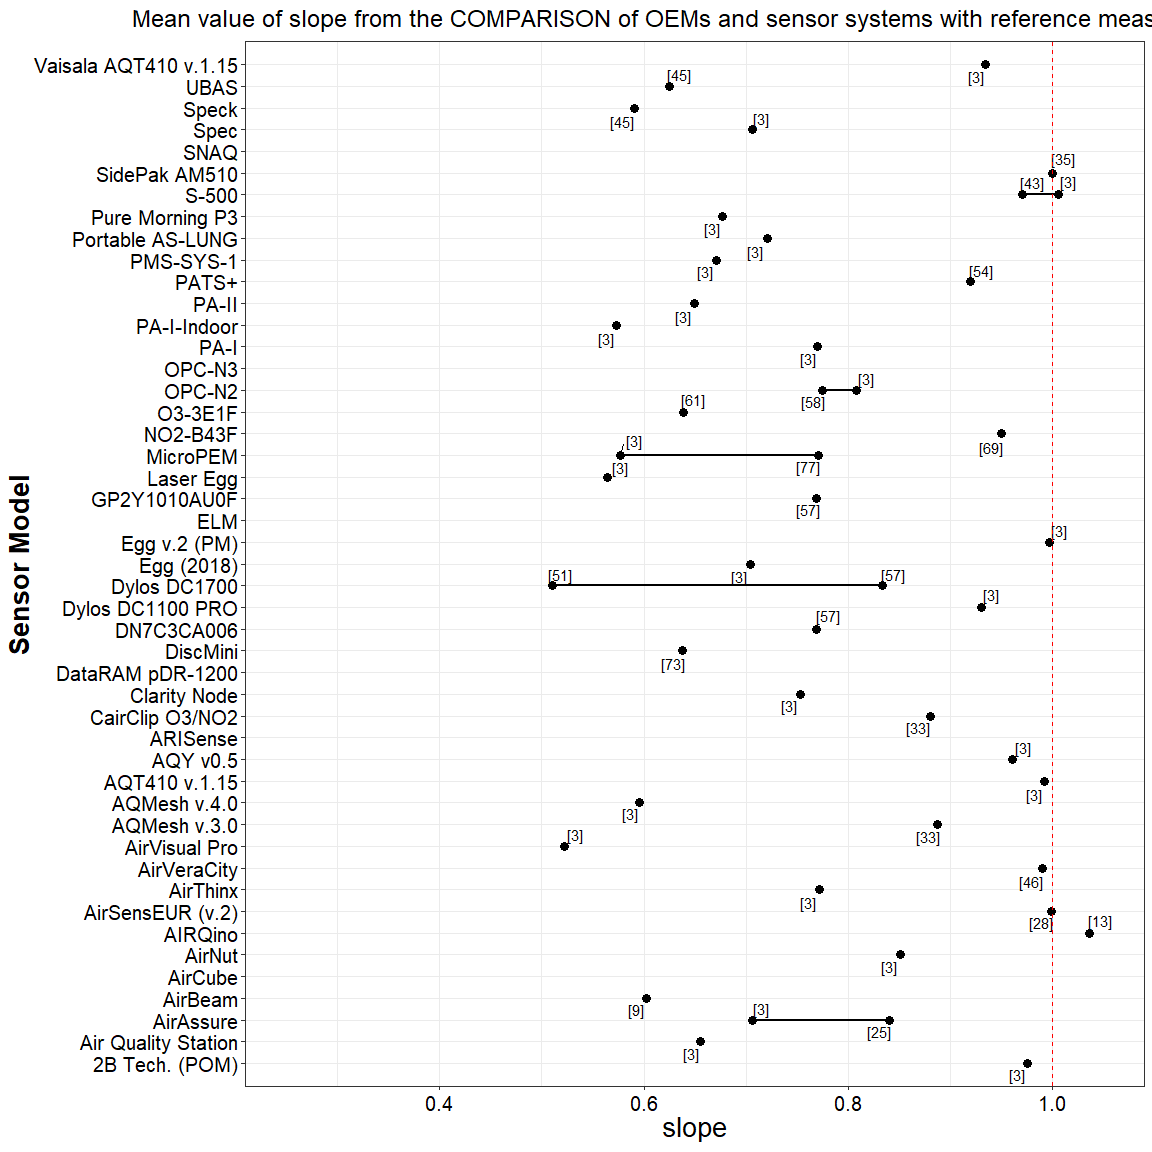 Mean value of slope from the COMPARISON of OEMs and sensor systems with reference meas
Vaisala AQT410 v.1.15
[3]
UBAS
[45]
Speck
[45]
Spec
[3]
SNAQ
SidePak AM510
[35]
S-500
[43]
[3]
Pure Morning P3
[3]
Portable AS-LUNG
[3]
PMS-SYS-1
[3]
PATS+
[54]
PA-II
[3]
PA-I-Indoor
[3]
PA-I
[3]
OPC-N3
OPC-N2
[58]
[3]
O3-3E1F
[61]
NO2-B43F
[69]
MicroPEM
[3]
[77]
Laser Egg
[3]
GP2Y1010AU0F
[57]
ELM
Egg v.2 (PM)
[3]
Egg (2018)
[3]
Dylos DC1700
[51]
[57]
Dylos DC1100 PRO
[3]
DN7C3CA006
[57]
DiscMini
[73]
DataRAM pDR-1200
Clarity Node
[3]
CairClip O3/NO2
[33]
ARISense
AQY v0.5
[3]
AQT410 v.1.15
[3]
AQMesh v.4.0
[3]
AQMesh v.3.0
[33]
AirVisual Pro
[3]
AirVeraCity
[46]
AirThinx
[3]
AirSensEUR (v.2)
[28]
AIRQino
[13]
AirNut
[3]
AirCube
AirBeam
[9]
AirAssure
[3]
[25]
Air Quality Station
[3]
2B Tech. (POM)
[3]
Sensor Model
0.4
0.6
0.8
1.0
slope